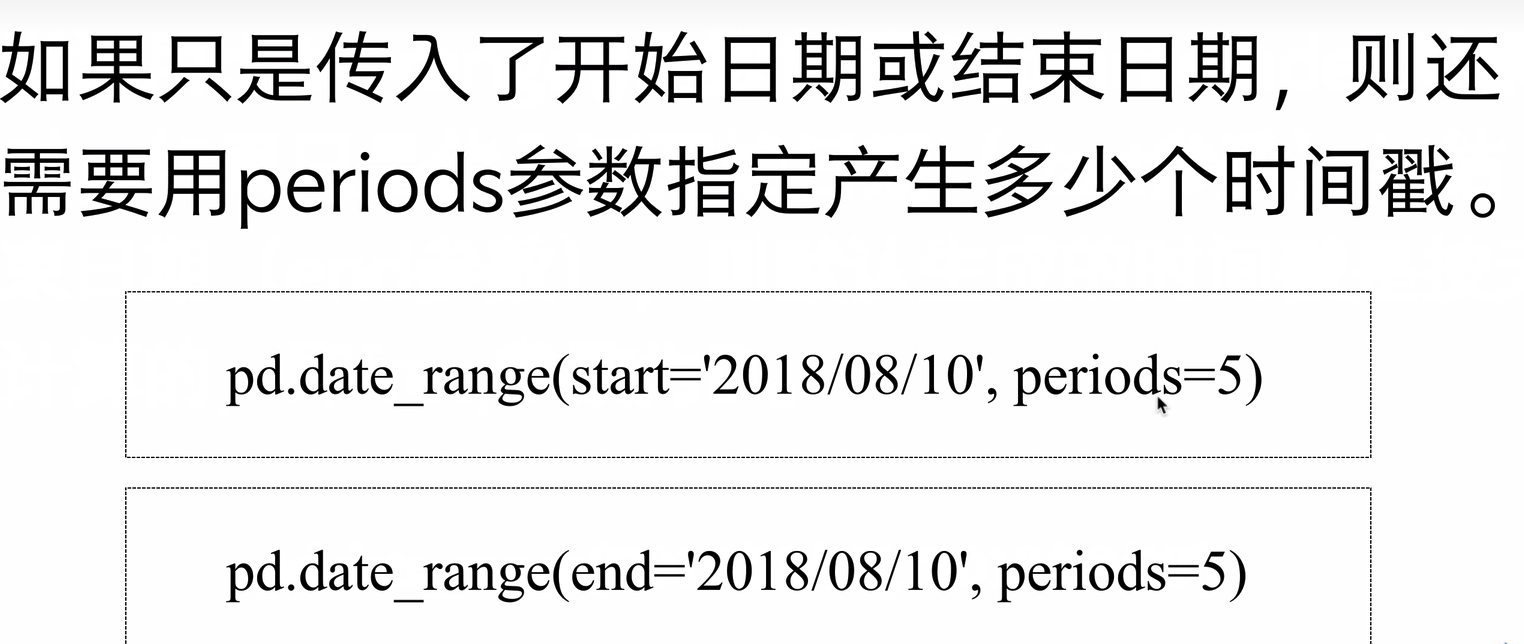 如果只是传入了开始日期或结束日期，则还
需要用periods参数指定产生多少个时间戳。
pd.date_range(start='2018/08/10', periods=5)
pd.date_range(end='2018/08/10', periods=5)